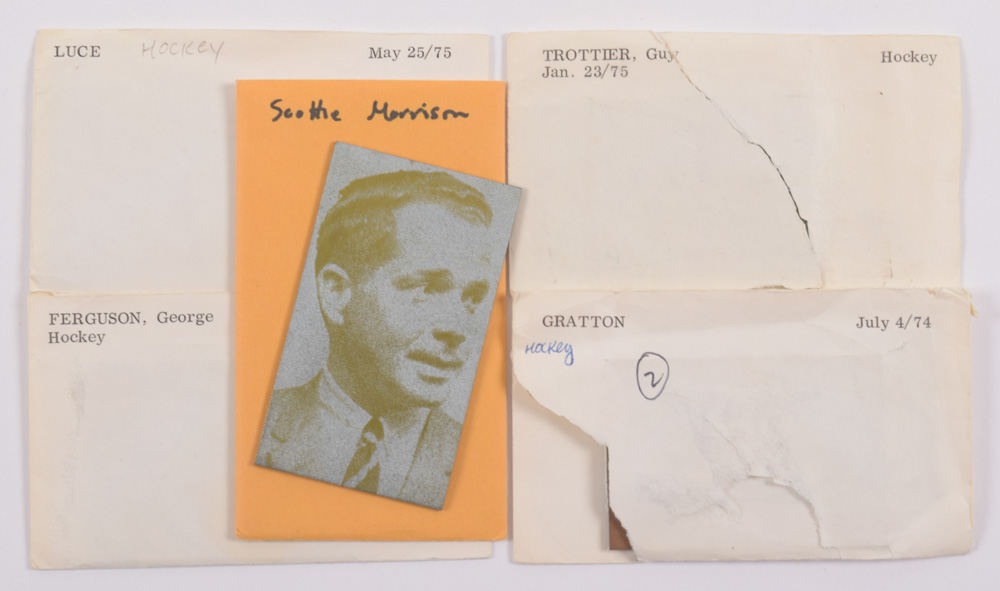 LUCE HOCKEY May 25/75
Scottie Morrison
TROTTIER, Guy Hockey
Jan. 23/75
FERGUSON, George
Hockey
GRATTON July 4/74
HOCKEY
2